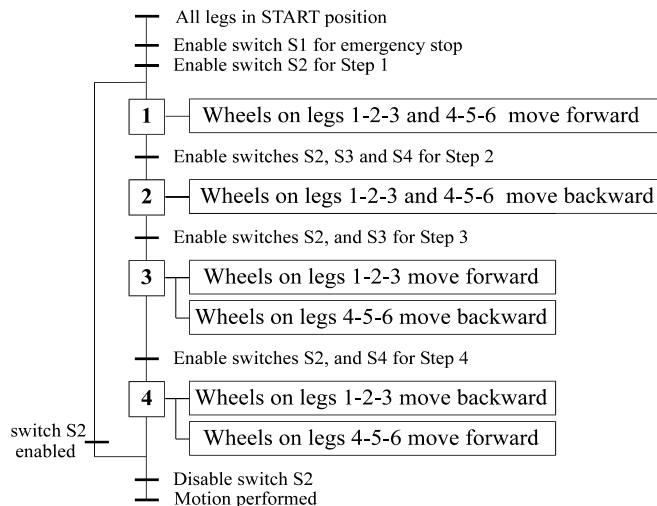 All legs in START position
Enable switch S1 for emergency stop
Enable switch S2 for Step 1
1
Wheels on legs 1-2-3 and 4-5-6 move forward
Enable switches S2, S3 and S4 for Step 2
2
Wheels on legs 1-2-3 and 4-5-6 move backward
Enable switches S2, and S3 for Step 3
3
Wheels on legs 1-2-3 move forward
Wheels on legs 4-5-6 move backward
Enable switches S2, and S4 for Step 4
4
Wheels on legs 1-2-3 move backward
Wheels on legs 4-5-6 move forward
switch S2
enabled
Disable switch S2
Motion performed